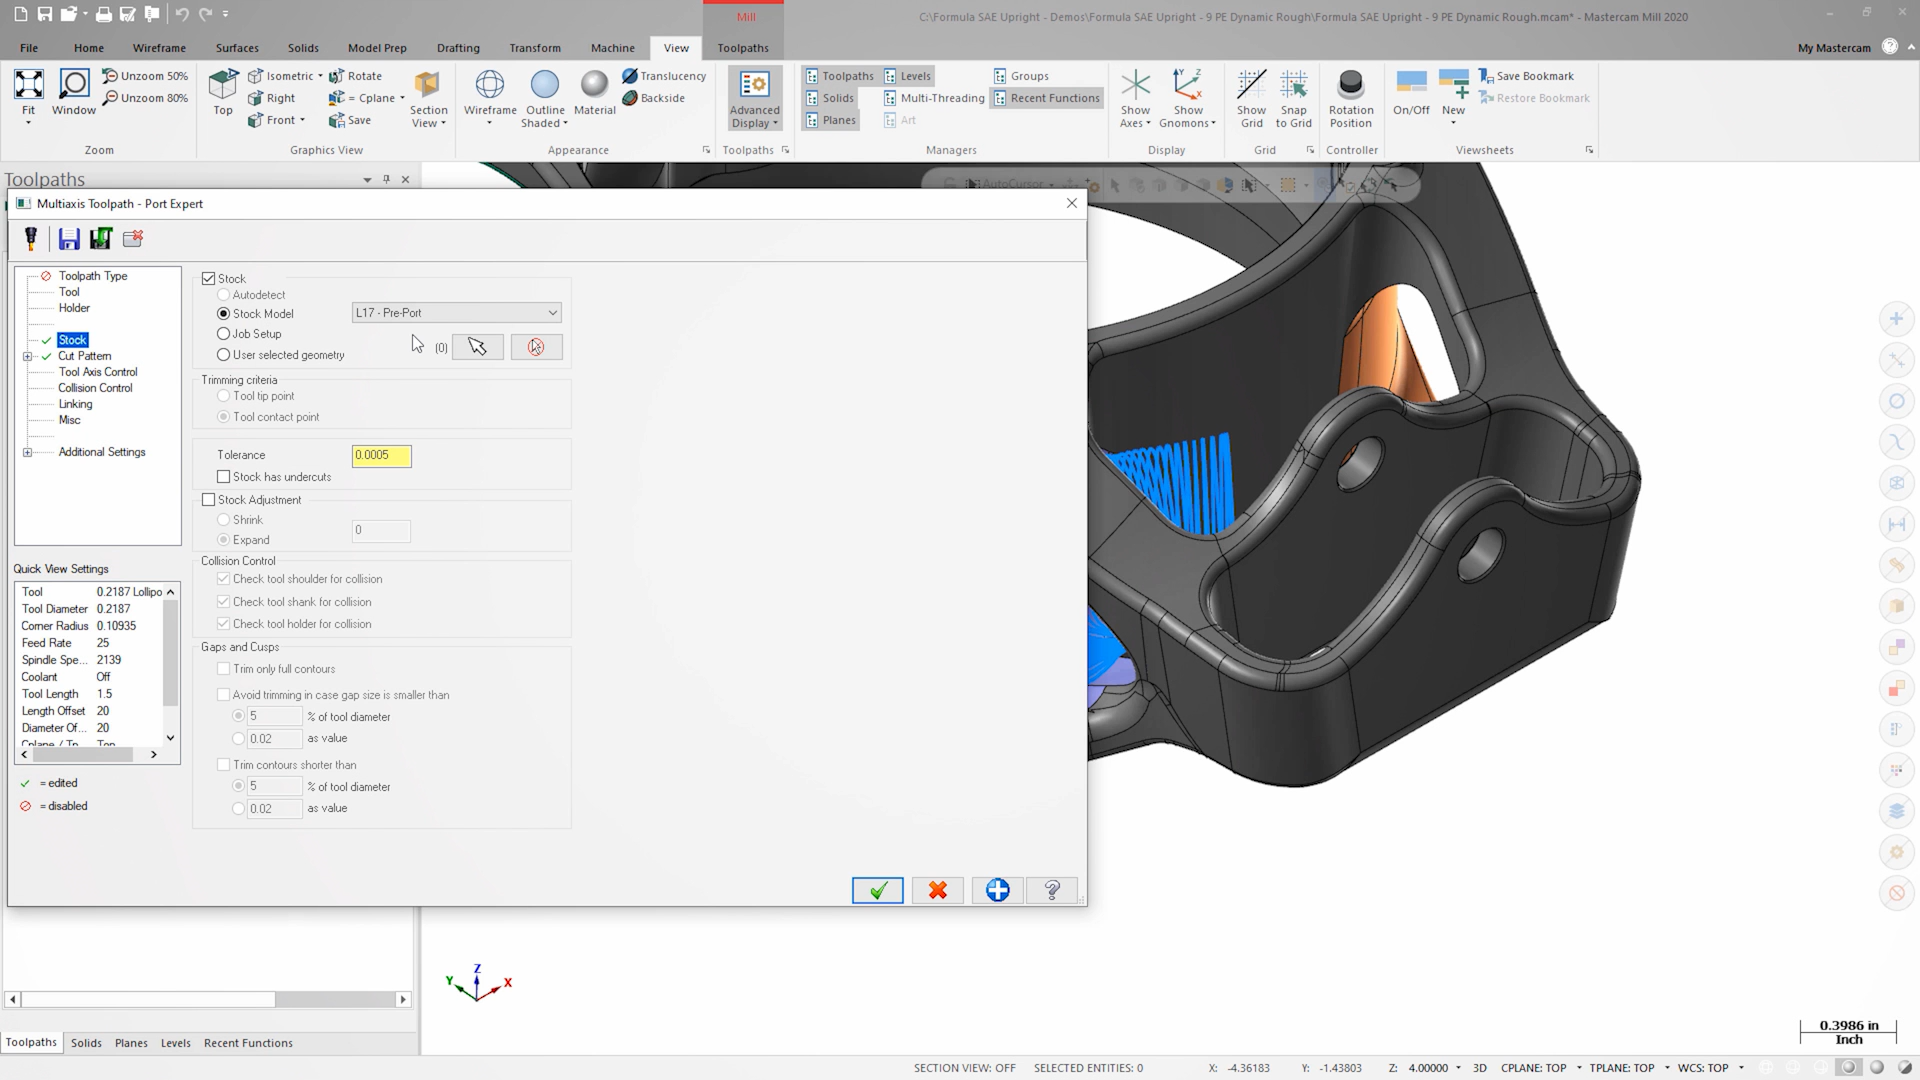 Mill
C:\Formula SAE Upright - Demos\Formula SAE Upright - 9 PE Dynamic Rough\Formula SAE Upright - 9 PE Dynamic Rough.mcam* - Mastercam Mill 2020
File Home Wireframe Surfaces Solids Model Prep Drafting Transform Machine View Toolpaths My Mastercam
Fit Window Unzoom 50% Unzoom 80% Zoom
Top Isometric Right Front Rotate = Cplane Save Section View Graphics View
Wireframe Outline Shaded Material Translucency Backside Appearance
Advanced Display Toolpaths
Toolpaths Levels Groups
Solids Multi-Threading Recent Functions
Planes Art
Managers
Show Axes Show Gnomons Display
Show Grid Snap to Grid Grid
Rotation Position Controller
On/Off New Save Bookmark Restore Bookmark Viewsheets
Toolpaths
AutoCursor
Multiaxis Toolpath - Port Expert
Toolpath Type
Tool
Holder
Stock
Cut Pattern
Tool Axis Control
Collision Control
Linking
Misc
Additional Settings
Quick View Settings
Tool 0.2187 Lollipo
Tool Diameter 0.2187
Corner Radius 0.10935
Feed Rate 25
Spindle Spe... 2139
Coolant Off
Tool Length 1.5
Length Offset 20
Diameter Of... 20
Cplane / Tp Top
= edited
= disabled
Stock
Autodetect
Stock Model L17 - Pre-Port
Job Setup
(0)
User selected geometry
Trimming criteria
Tool tip point
Tool contact point
Tolerance 0.0005
Stock has undercuts
Stock Adjustment
Shrink
0
Expand
Collision Control
Check tool shoulder for collision
Check tool shank for collision
Check tool holder for collision
Gaps and Cusps
Trim only full contours
Avoid trimming in case gap size is smaller than
5 % of tool diameter
0.02 as value
Trim contours shorter than
5 % of tool diameter
0.02 as value
Z
Y X
0.3986 in
Inch
Toolpaths Solids Planes Levels Recent Functions
SECTION VIEW: OFF SELECTED ENTITIES: 0 X: -4.36183 Y: -1.43803 Z: 4.00000 3D CPLANE: TOP TPLANE: TOP WCS: TOP